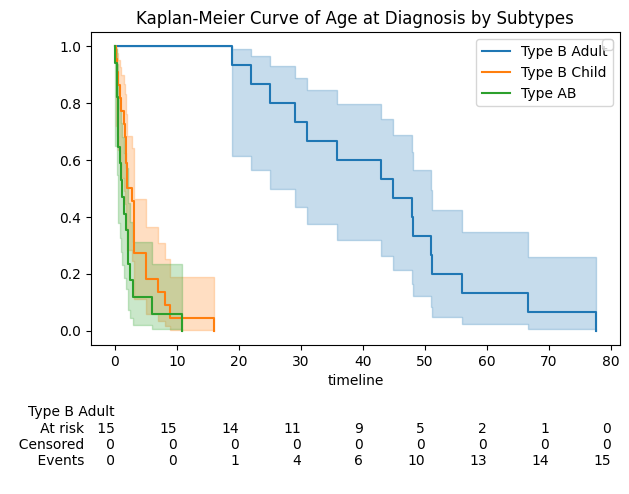 Kaplan-Meier Curve of Age at Diagnosis by Subtypes
1.0
0.8
0.6
0.4
0.2
0.0
Type B Adult
Type B Child
Type AB
0 10 20 30 40 50 60 70 80
timeline
Type B Adult
At risk 15 15 14 11 9 5 2 1 0
Censored 0 0 0 0 0 0 0 0 0
Events 0 0 1 4 6 10 13 14 15